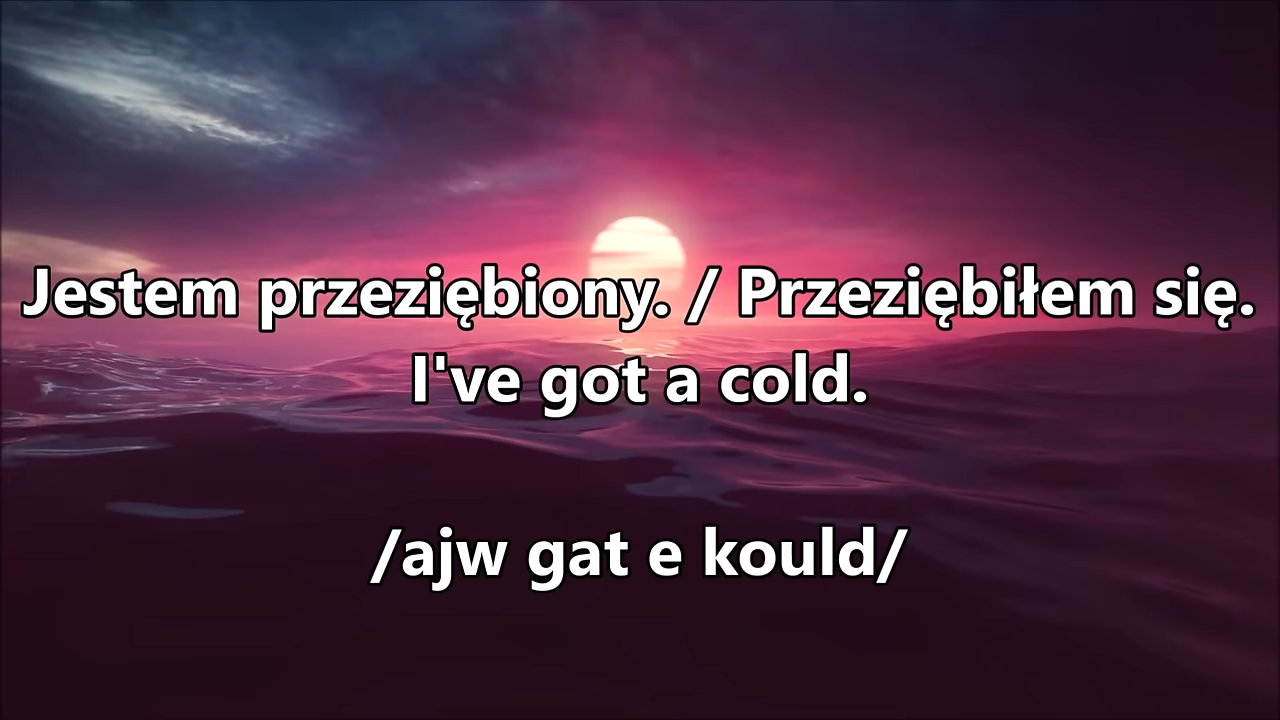 Jestem przeziębiony. / Przeziębiłem się.
I've got a cold.
/ajw gat e kould/